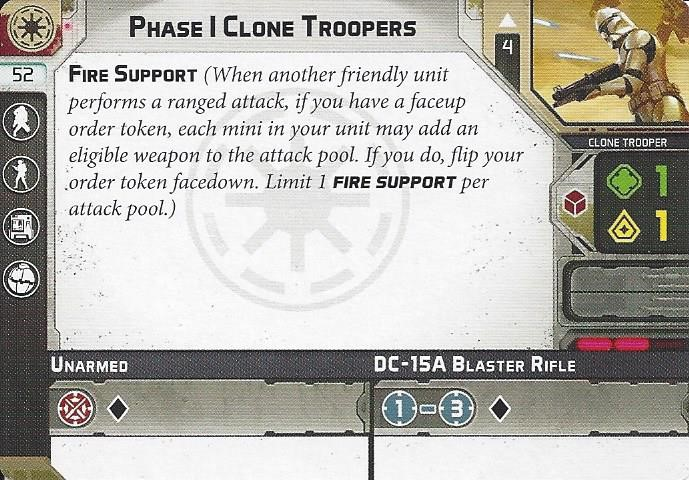 Phase I Clone Troopers
4
52
Fire Support (When another friendly unit
performs a ranged attack, if you have a faceup
order token, each mini in your unit may add an
eligible weapon to the attack pool. If you do, flip your
order token facedown. Limit 1 FIRE SUPPORT per
attack pool.)
CLONE TROOPER
1
1
Unarmed
DC-15A Blaster Rifle
1 - 3